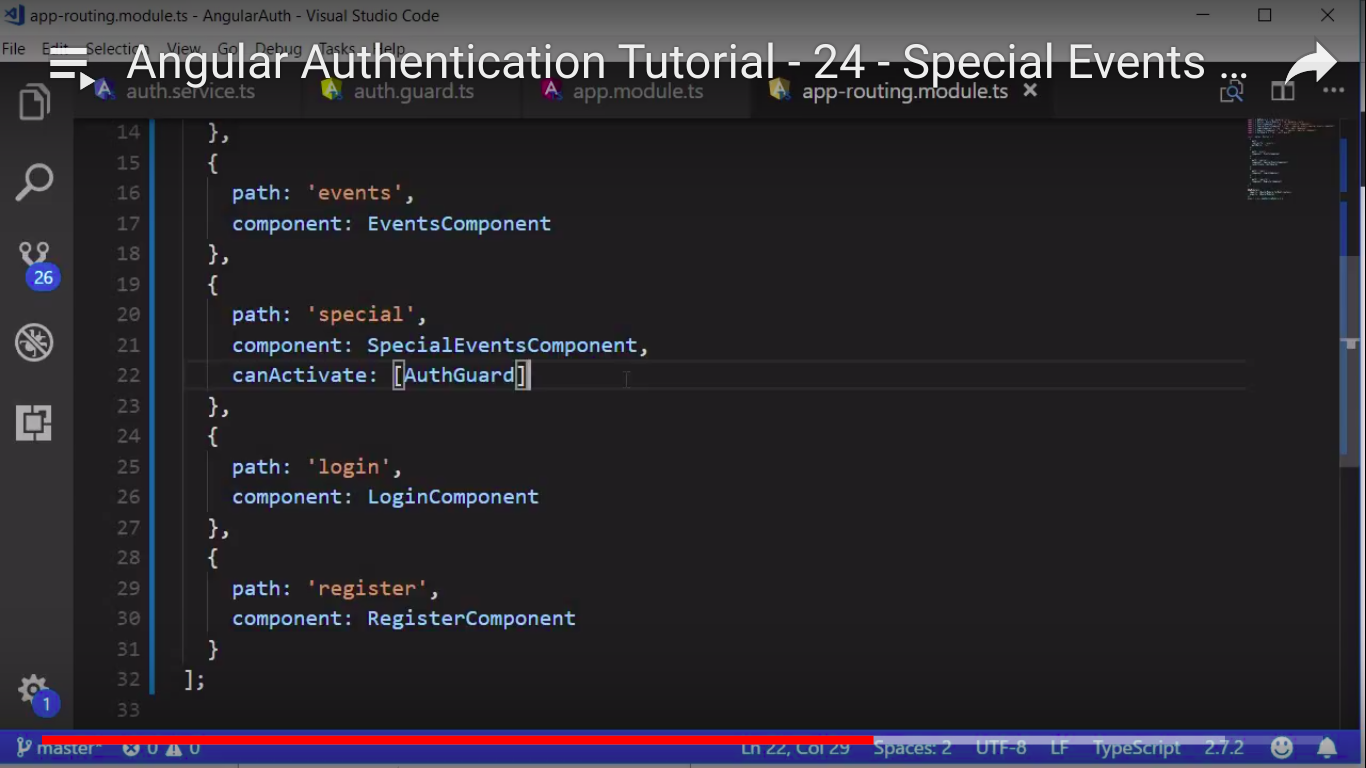 app-routing.module.ts - AngularAuth - Visual Studio Code
File Edit Selection View Go Debug Tasks Help
Angular Authentication Tutorial - 24 - Special Events ...
auth.service.ts auth.guard.ts app.module.ts app-routing.module.ts
14 },
15 {
16 path: 'events',
17 component: EventsComponent
18 },
19 {
20 path: 'special',
21 component: SpecialEventsComponent,
22 canActivate: [AuthGuard]
23 },
24 {
25 path: 'login',
26 component: LoginComponent
27 },
28 {
29 path: 'register',
30 component: RegisterComponent
31 }
32 ];
33
26
1
master* 0 0 Ln 22, Col 29 Spaces: 2 UTF-8 LF TypeScript 2.7.2